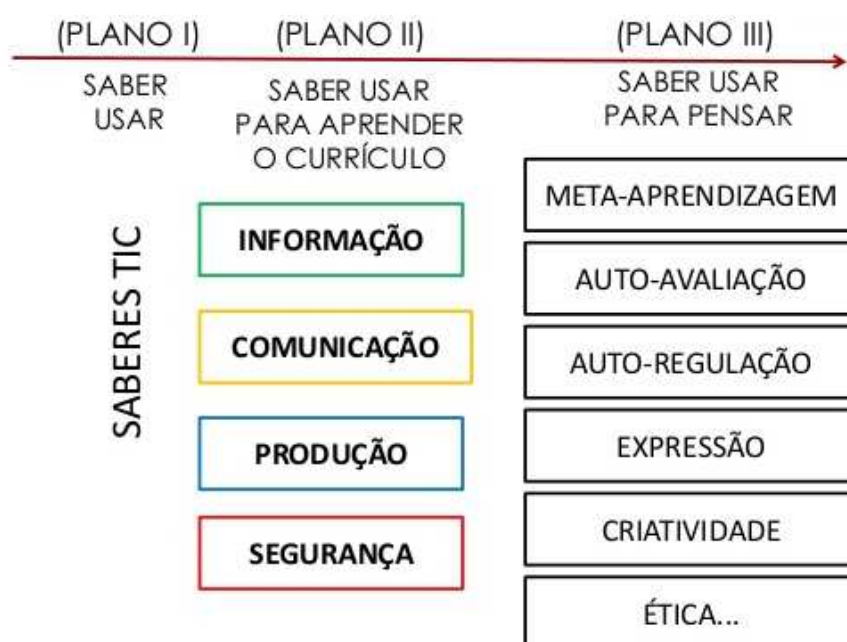 (PLANO I)
(PLANO II)
(PLANO III)
SABER
USAR
SABER USAR
PARA APRENDER
O CURRÍCULO
SABER USAR
PARA PENSAR
SABERES TIC
INFORMAÇÃO
COMUNICAÇÃO
PRODUÇÃO
SEGURANÇA
META-APRENDIZAGEM
AUTO-AVALIAÇÃO
AUTO-REGULAÇÃO
EXPRESSÃO
CRIATIVIDADE
ÉTICA...